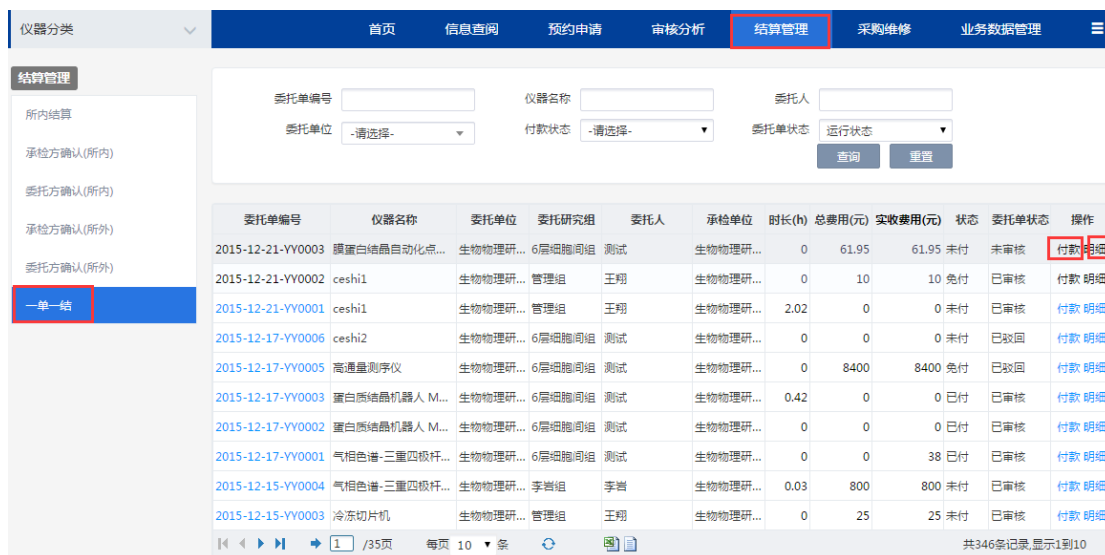 仪器分类 首页 信息查阅 预约申请 审核分析 结算管理 采购维修 业务数据管理
结算管理
所内结算
承检方确认(所内)
委托方确认(所内)
承检方确认(所外)
委托方确认(所外)
一单一结
委托单编号 仪器名称 委托人
委托单位 -请选择- 付款状态 -请选择- 委托单状态 运行状态
查询 重置
委托单编号 仪器名称 委托单位 委托研究组 委托人 承检单位 时长(h) 总费用(元) 实收费用(元) 状态 委托单状态 操作
2015-12-21-YY0003 膜蛋白结晶自动化点... 生物物理研... 6层细胞间组 测试 生物物理研... 0 61.95 61.95 未付 未审核 付款 明细
2015-12-21-YY0002 ceshi1 生物物理研... 管理组 王翔 生物物理研... 0 10 10 免付 已审核 付款 明细
2015-12-21-YY0001 ceshi1 生物物理研... 管理组 王翔 生物物理研... 2.02 0 0 未付 已审核 付款 明细
2015-12-17-YY0006 ceshi2 生物物理研... 6层细胞间组 测试 生物物理研... 0 0 0 未付 已驳回 付款 明细
2015-12-17-YY0005 高通量测序仪 生物物理研... 6层细胞间组 测试 生物物理研... 0 8400 8400 免付 已驳回 付款 明细
2015-12-17-YY0003 蛋白质结晶机器人 M... 生物物理研... 6层细胞间组 测试 生物物理研... 0.42 0 0 已付 已审核 付款 明细
2015-12-17-YY0002 蛋白质结晶机器人 M... 生物物理研... 6层细胞间组 测试 生物物理研... 0 0 0 已付 已审核 付款 明细
2015-12-17-YY0001 气相色谱-三重四极杆... 生物物理研... 6层细胞间组 测试 生物物理研... 0 0 38 已付 已审核 付款 明细
2015-12-15-YY0004 气相色谱-三重四极杆... 生物物理研... 李岩组 李岩 生物物理研... 0.03 800 800 未付 已审核 付款 明细
2015-12-15-YY0003 冷冻切片机 生物物理研... 管理组 王翔 生物物理研... 0 25 25 未付 已审核 付款 明细
1 /35页 每页 10 条 共346条记录,显示1到10